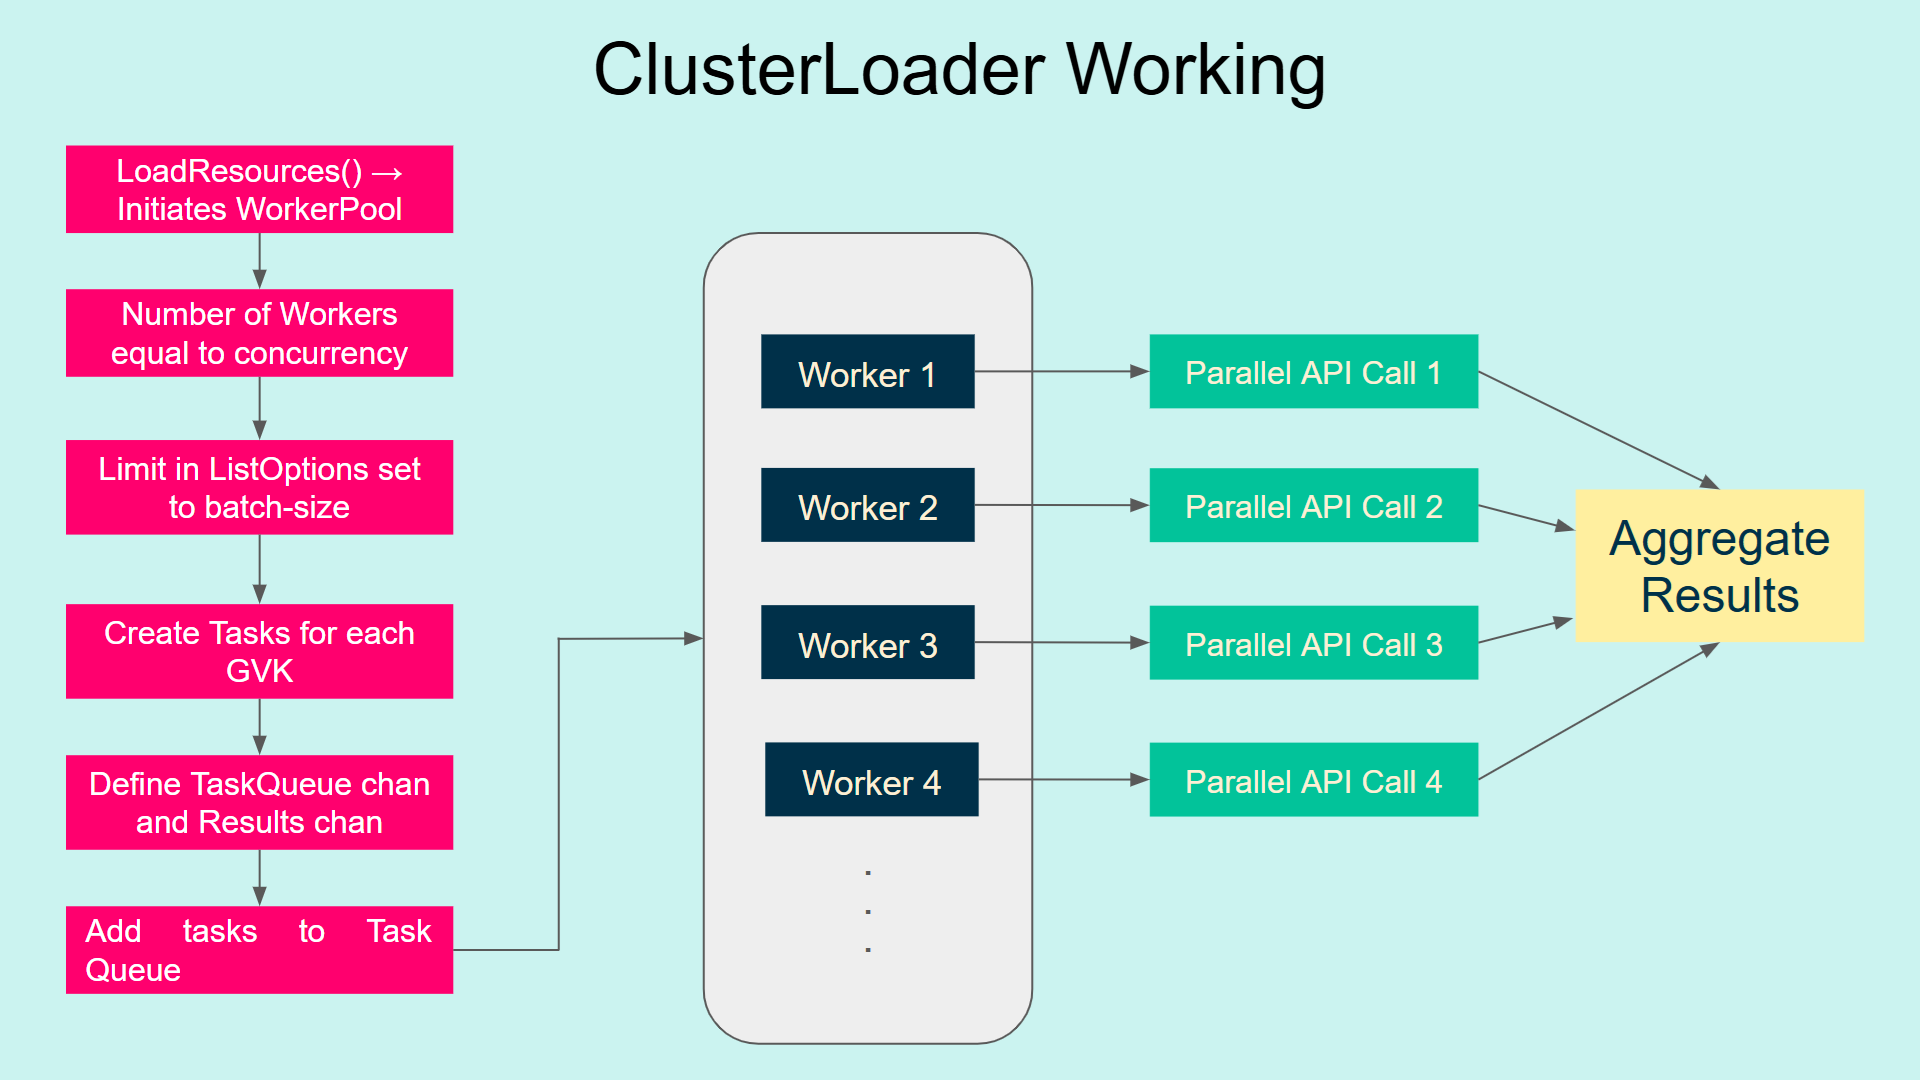 ClusterLoader Working
LoadResources() →
Initiates WorkerPool
Number of Workers
equal to concurrency
Limit in ListOptions set
to batch-size
Create Tasks for each
GVK
Define TaskQueue chan
and Results chan
Add tasks to Task
Queue
Worker 1
Worker 2
Worker 3
Worker 4
.
.
.
Parallel API Call 1
Parallel API Call 2
Parallel API Call 3
Parallel API Call 4
Aggregate
Results